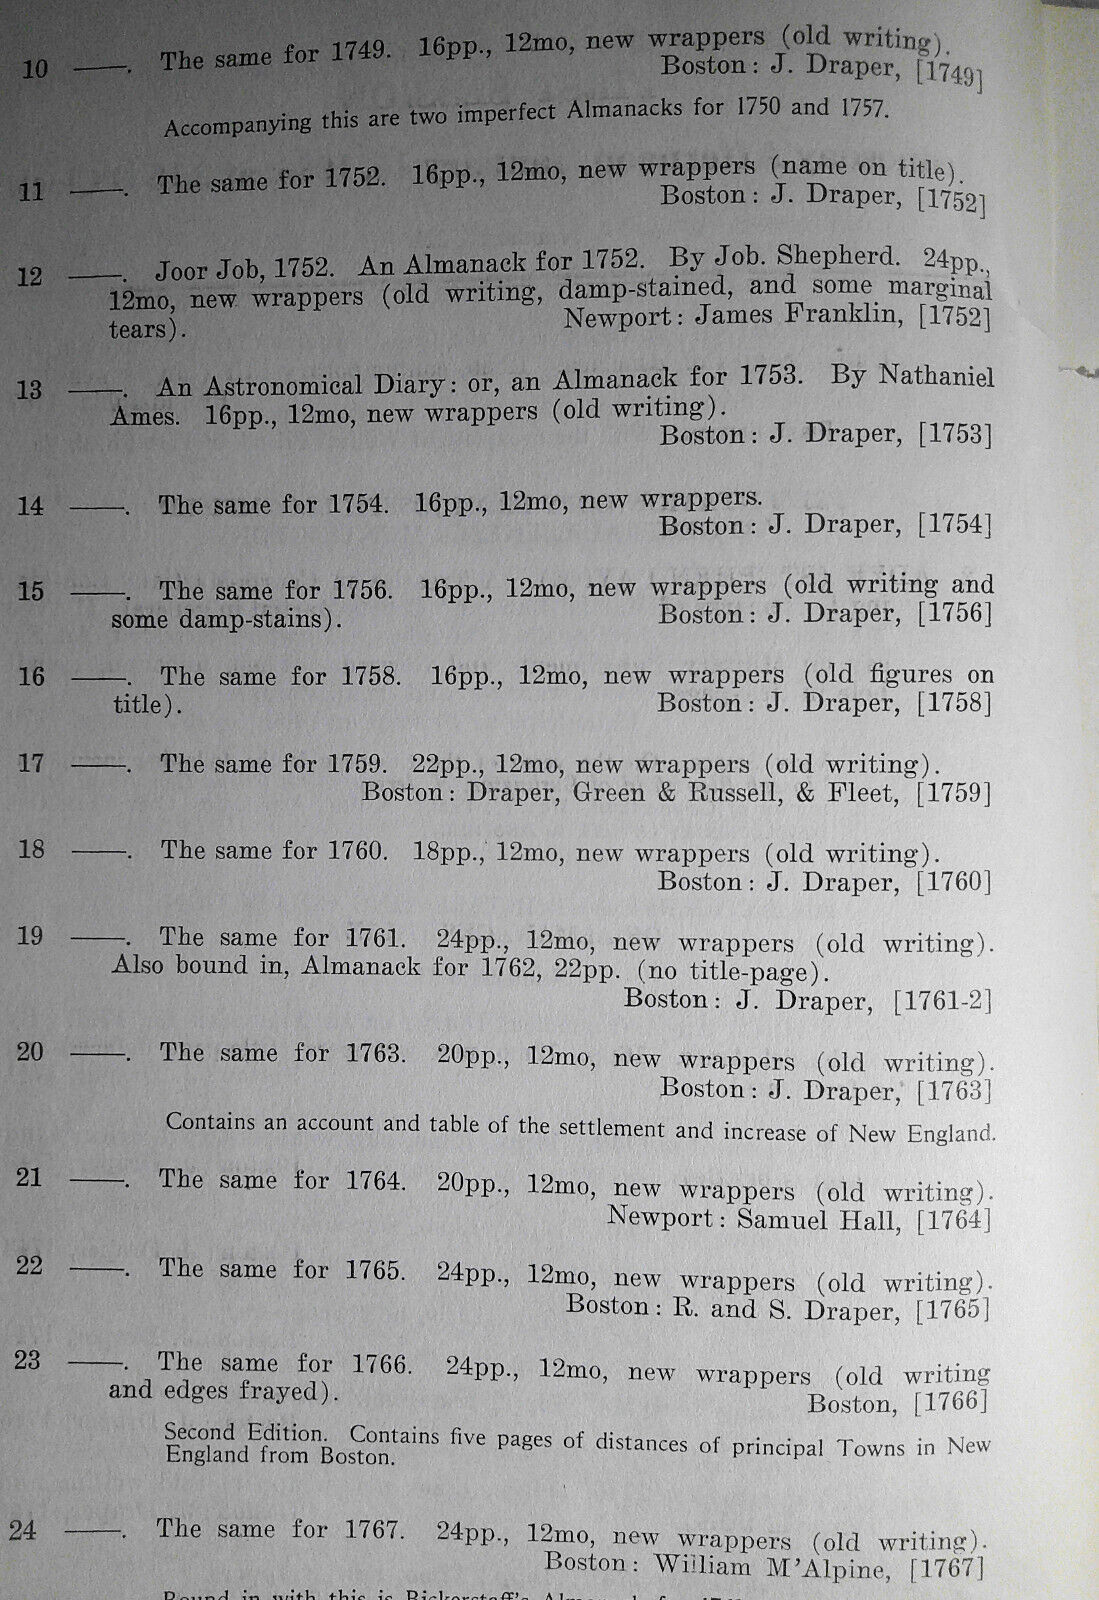 10 ——. The same for 1749. 16pp., 12mo, new wrappers (old writing).
Boston: J. Draper, [1749]
Accompanying this are two imperfect Almanacks for 1750 and 1757.
11 ——. The same for 1752. 16pp., 12mo, new wrappers (name on title).
Boston: J. Draper, [1752]
12 ——. Joor Job, 1752. An Almanack for 1752. By Job. Shepherd. 24pp.,
12mo, new wrappers (old writing, damp-stained, and some marginal
tears). Newport: James Franklin, [1752]
13 ——. An Astronomical Diary: or, an Almanack for 1753. By Nathaniel
Ames. 16pp., 12mo, new wrappers (old writing).
Boston: J. Draper, [1753]
14 ——. The same for 1754. 16pp., 12mo, new wrappers.
Boston: J. Draper, [1754]
15 ——. The same for 1756. 16pp., 12mo, new wrappers (old writing and
some damp-stains). Boston: J. Draper, [1756]
16 ——. The same for 1758. 16pp., 12mo, new wrappers (old figures on
title). Boston: J. Draper, [1758]
17 ——. The same for 1759. 22pp., 12mo, new wrappers (old writing).
Boston: Draper, Green & Russell, & Fleet, [1759]
18 ——. The same for 1760. 18pp., 12mo, new wrappers (old writing).
Boston: J. Draper, [1760]
19 ——. The same for 1761. 24pp., 12mo, new wrappers (old writing).
Also bound in, Almanack for 1762, 22pp. (no title-page).
Boston: J. Draper, [1761-2]
20 ——. The same for 1763. 20pp., 12mo, new wrappers (old writing).
Boston: J. Draper, [1763]
Contains an account and table of the settlement and increase of New England.
21 ——. The same for 1764. 20pp., 12mo, new wrappers (old writing).
Newport: Samuel Hall, [1764]
22 ——. The same for 1765. 24pp., 12mo, new wrappers (old writing).
Boston: R. and S. Draper, [1765]
23 ——. The same for 1766. 24pp., 12mo, new wrappers (old writing
and edges frayed). Boston, [1766]
Second Edition. Contains five pages of distances of principal Towns in New
England from Boston.
24 ——. The same for 1767. 24pp., 12mo, new wrappers (old writing).
Boston: William M'Alpine, [1767]
Bound in with this is Bickerstaff's